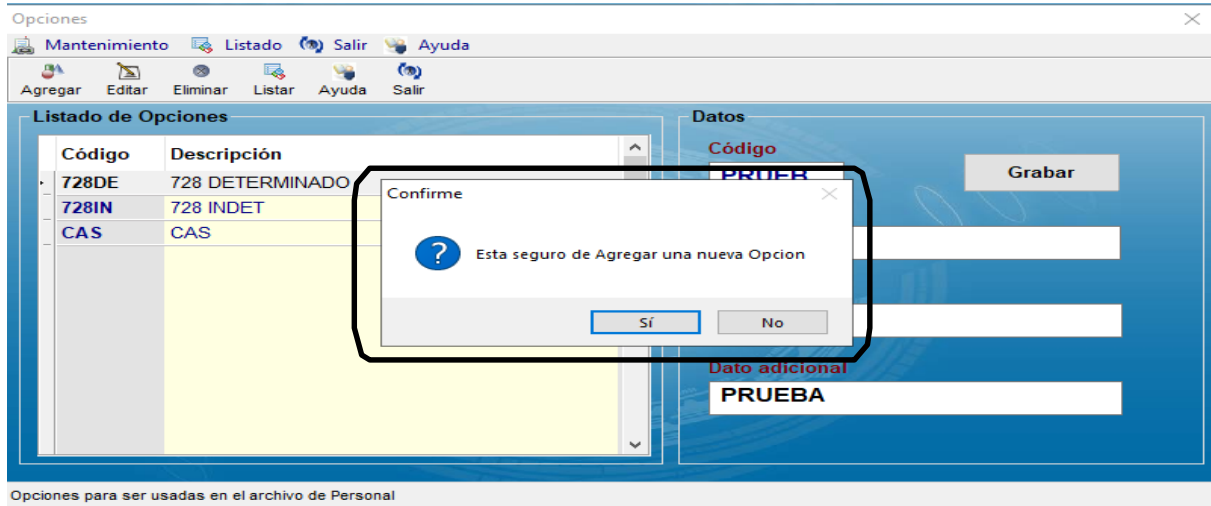 Opciones
Mantenimiento Listado Salir Ayuda
Agregar Editar Eliminar Listar Ayuda Salir
Listado de Opciones
Código Descripción
728DE 728 DETERMINADO
728IN 728 INDET
CAS CAS
Datos
Código
PRUEB
Grabar
Confirme
Esta seguro de Agregar una nueva Opcion
Sí No
Dato adicional
PRUEBA
Opciones para ser usadas en el archivo de Personal